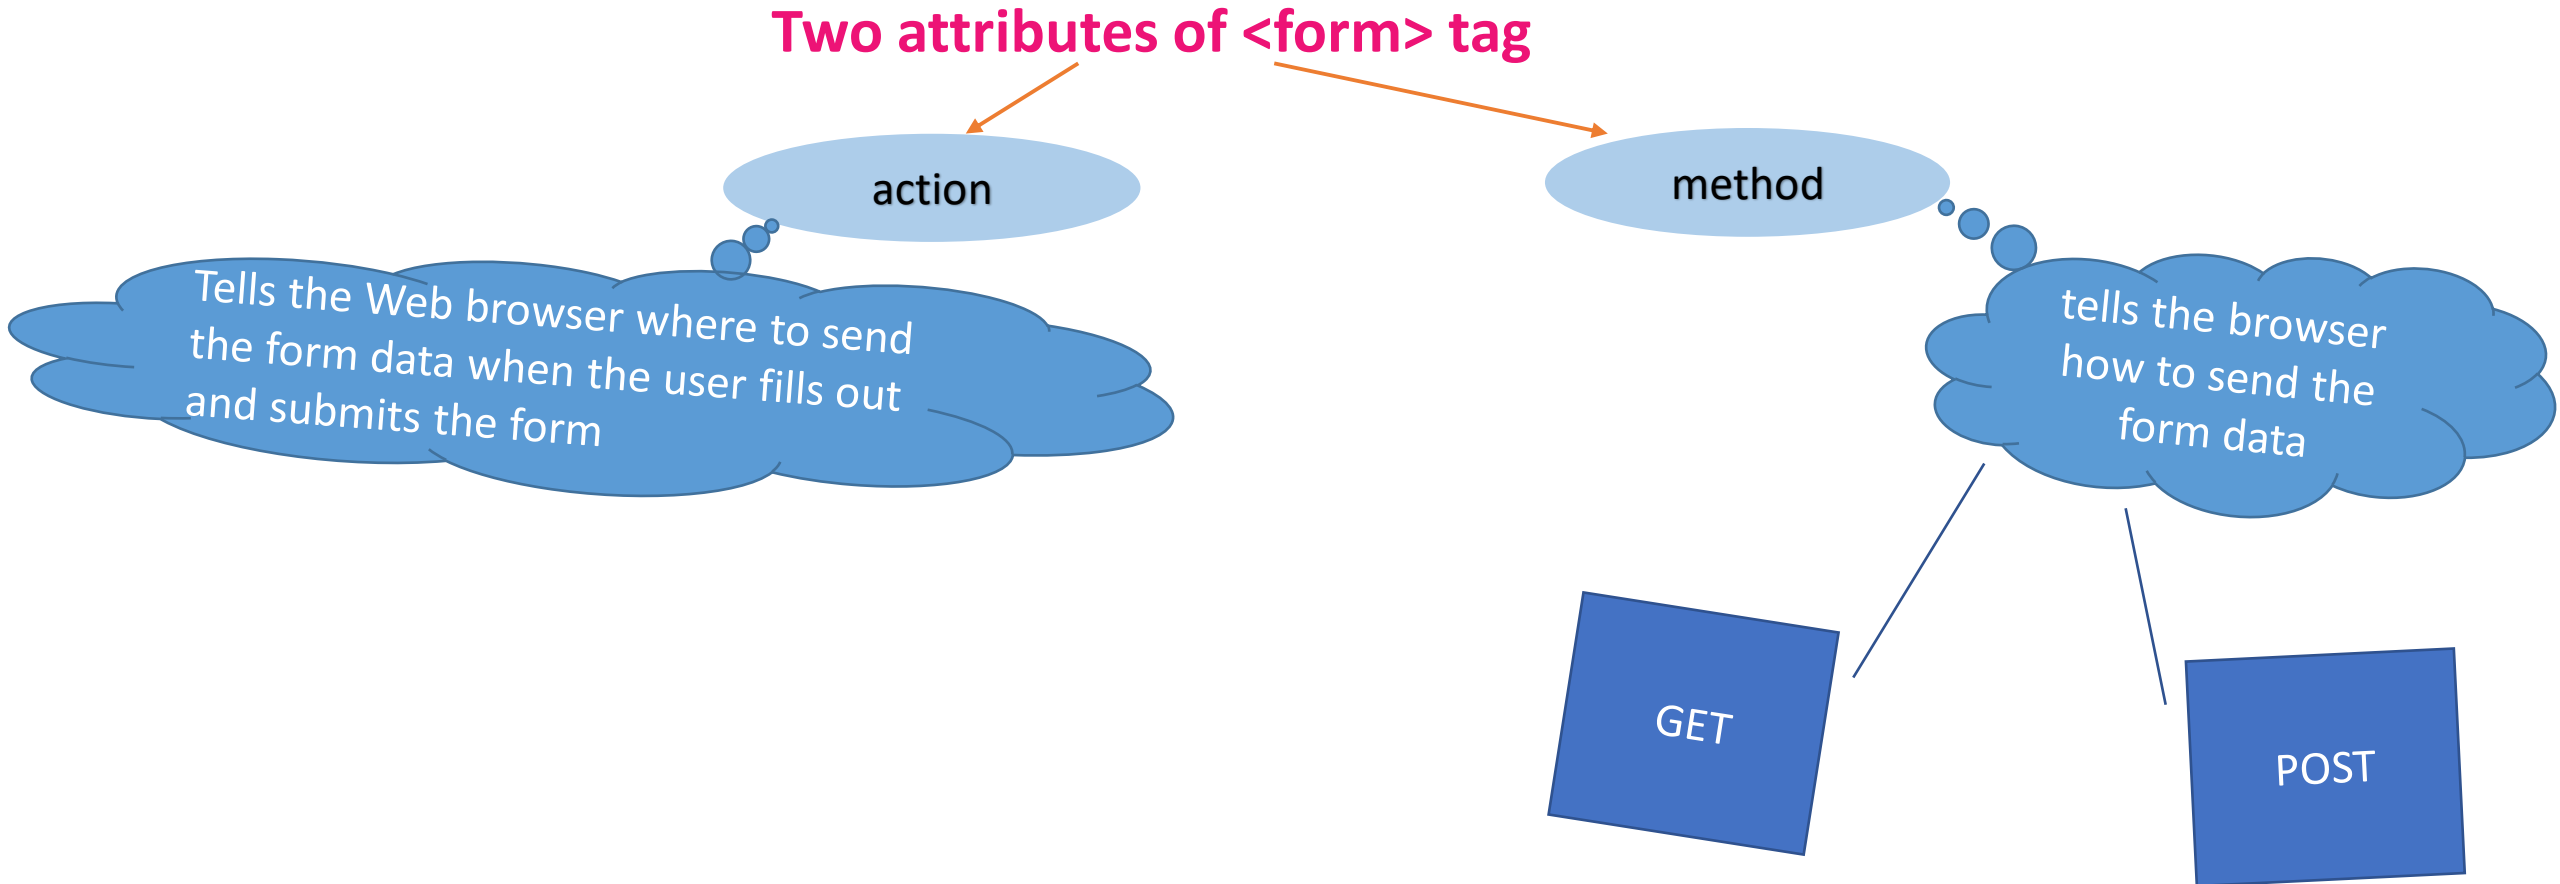 Two attributes of <form> tag
action
method
Tells the Web browser where to send
the form data when the user fills out
and submits the form
tells the browser
how to send the
form data
GET
POST